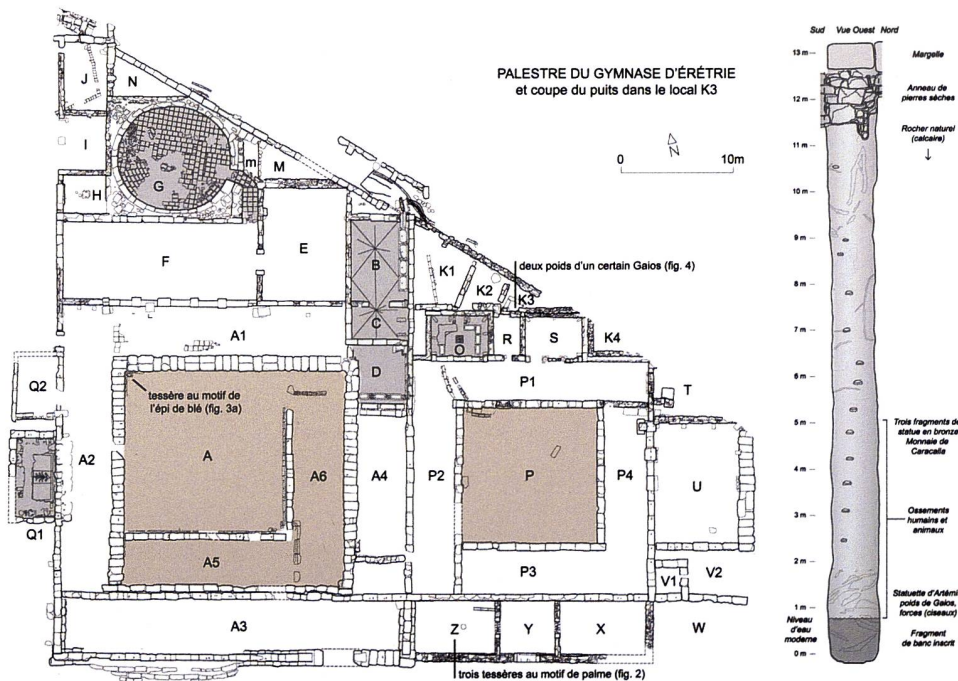 PALESTRE DU GYMNASE D'ÉRÉTRIE
et coupe du puits dans le local K3
N
0 10m
J
N
I
G
m
M
H
F
E
B
K1
deux poids d'un certain Gaios (fig. 4)
K2
K3
C
O
R
S
K4
A1
D
P1
T
Q2
tessère au motif de
l'épi de blé (fig. 3a)
A2
A
A6
A4
P2
P
P4
U
Q1
A5
P3
V1
V2
A3
Z
Y
X
W
trois tessères au motif de palme (fig. 2)
Sud Vue Ouest Nord
13 m
Margelle
12 m
Anneau de
pierres sèches
11 m
Rocher naturel
(calcaire)
10 m
9 m
8 m
7 m
6 m
5 m
Trois fragments de
statue en bronze
Monnaie de
Caracalla
4 m
3 m
Ossements
humains et
animaux
2 m
1 m
Statuette d'Artémi
poids de Gaios,
forces (ciseaux)
Niveau
d'eau
moderne
Fragment
de banc inscrit
0 m